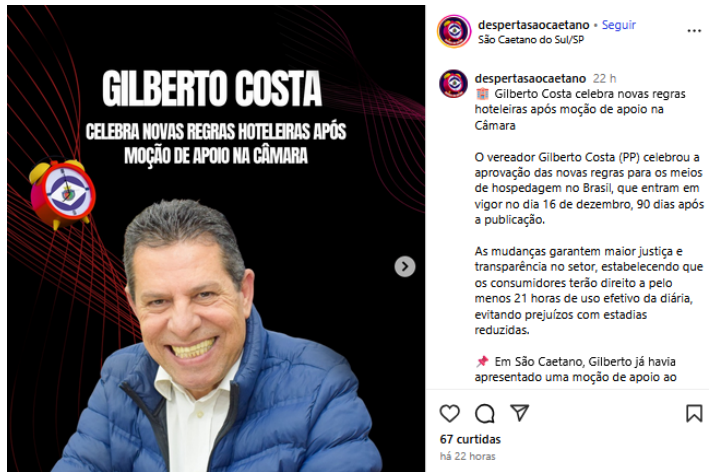 GILBERTO COSTA
CELEBRA NOVAS REGRAS HOTELEIRAS APÓS
MOÇÃO DE APOIO NA CÂMARA
despertasaocaetano • Seguir
São Caetano do Sul/SP
despertasaocaetano 22 h
Gilberto Costa celebra novas regras
hoteleiras após moção de apoio na
Câmara
O vereador Gilberto Costa (PP) celebrou a
aprovação das novas regras para os meios
de hospedagem no Brasil, que entram em
vigor no dia 16 de dezembro, 90 dias após
a publicação.
As mudanças garantem maior justiça e
transparência no setor, estabelecendo que
os consumidores terão direito a pelo
menos 21 horas de uso efetivo da diária,
evitando prejuízos com estadias
reduzidas.
📌 Em São Caetano, Gilberto já havia
apresentado uma moção de apoio ao
67 curtidas
há 22 horas